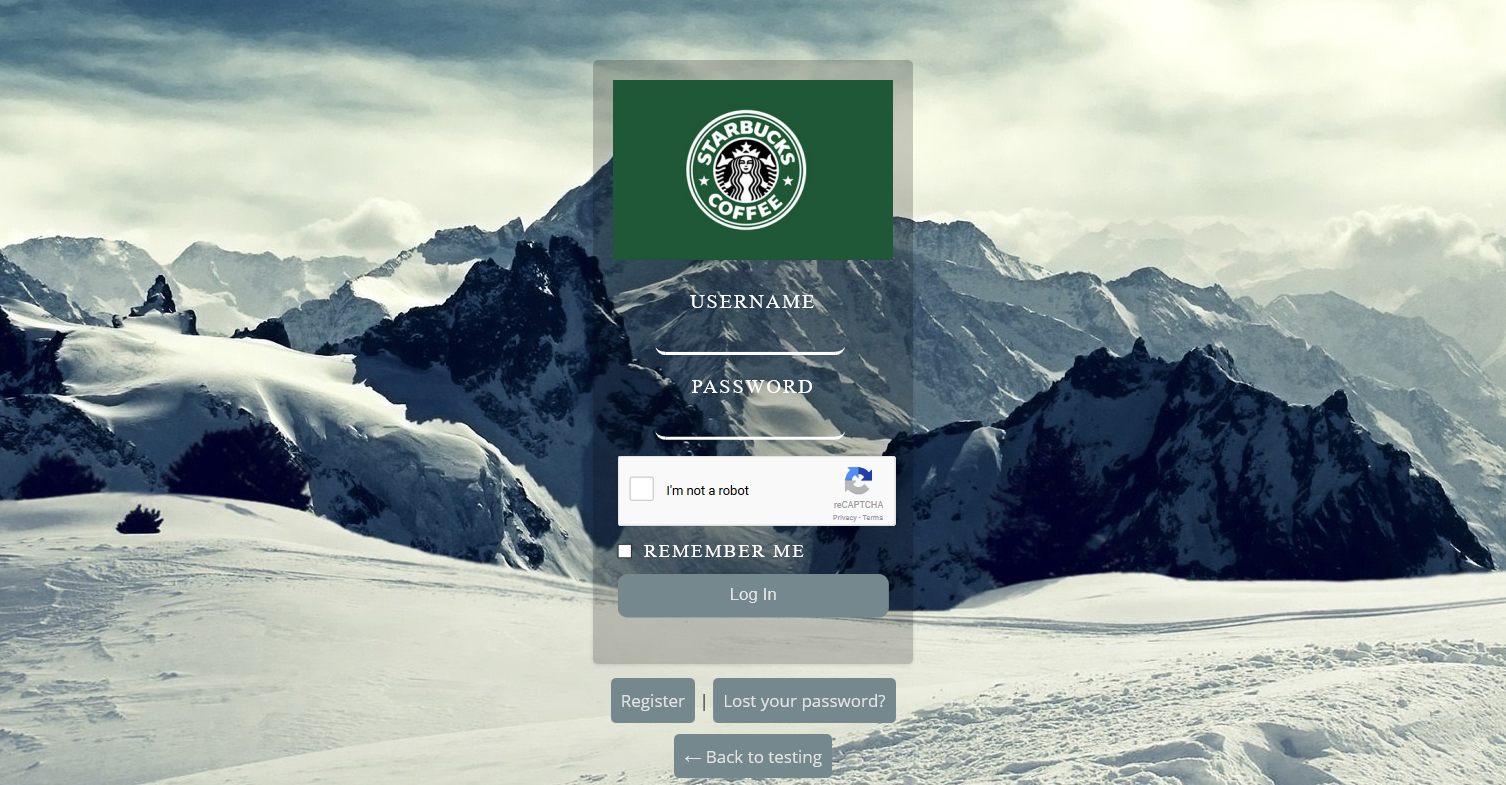 STARBUCKS
COFFEE
USERNAME
PASSWORD
I'm not a robot
reCAPTCHA
Privacy - Terms
REMEMBER ME
Log In
Register | Lost your password?
← Back to testing